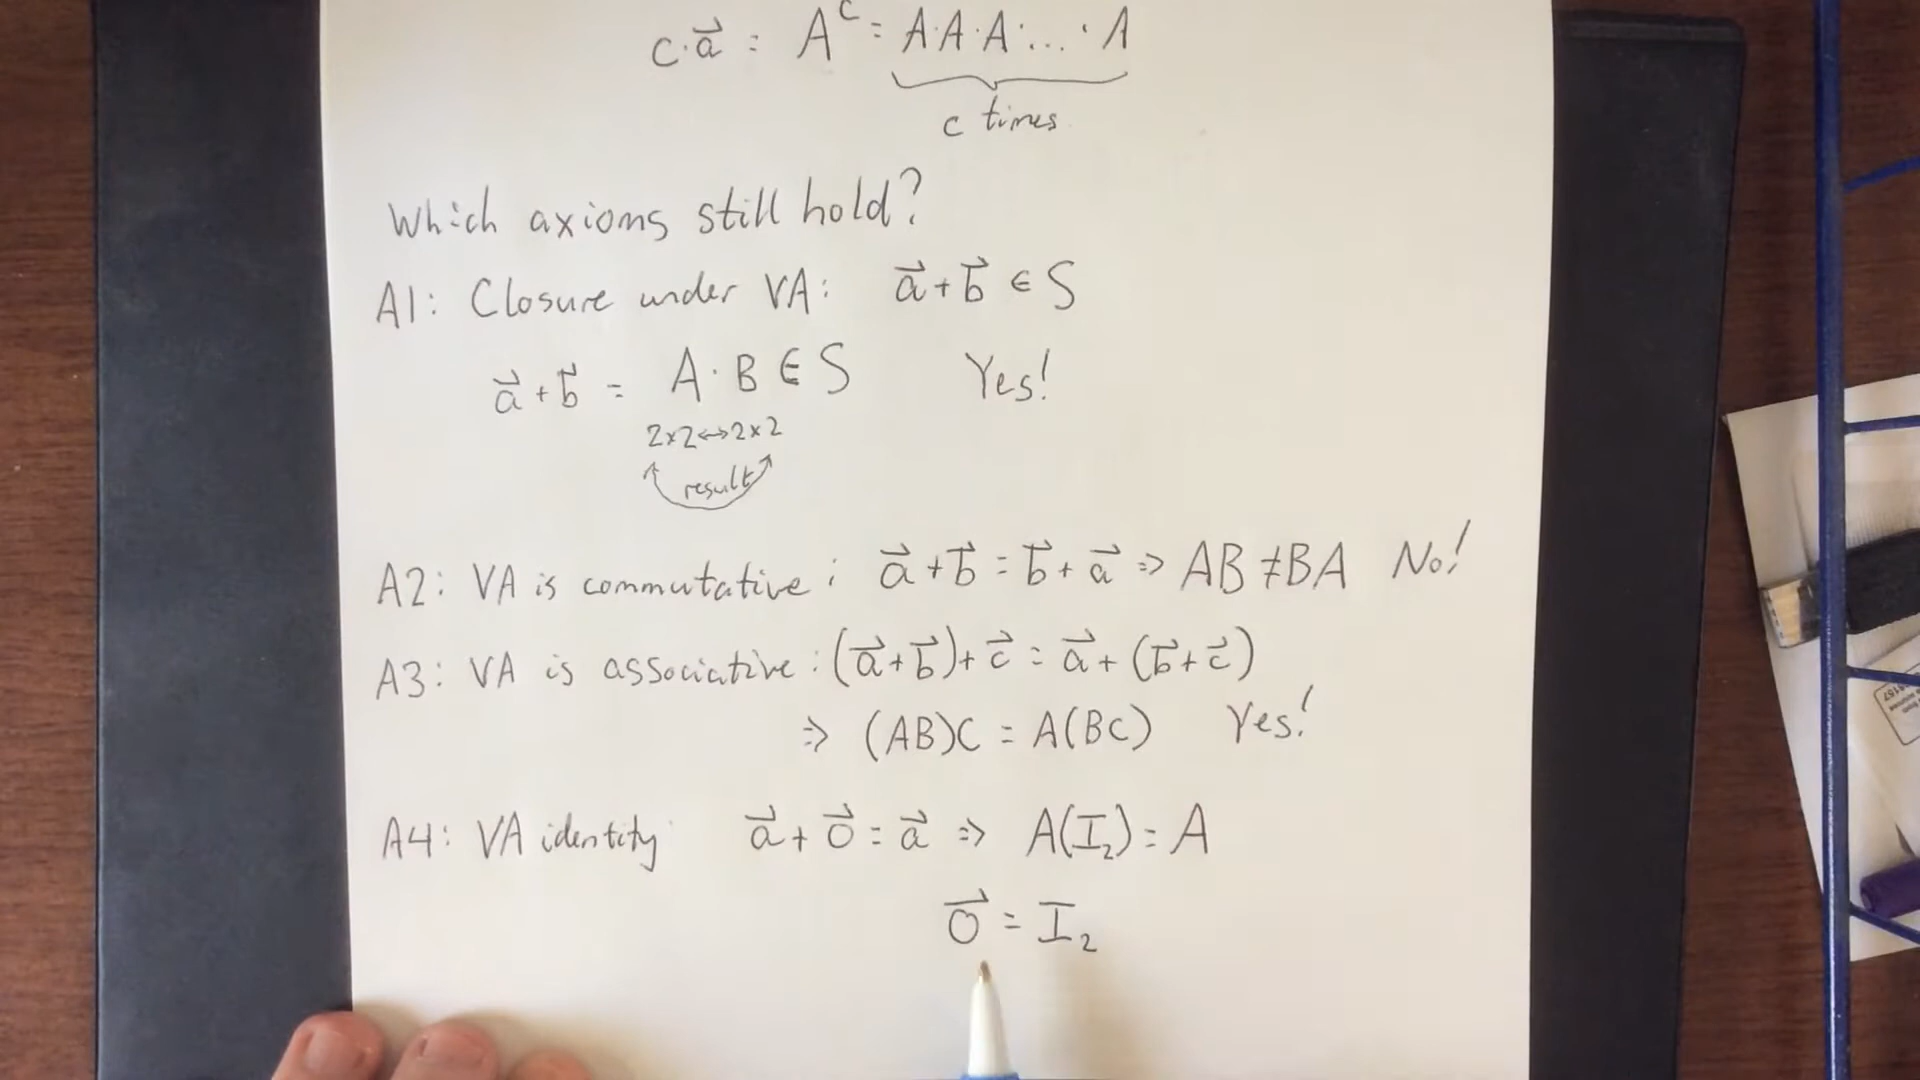 c·a⃗ = A^c = A·A·A·...·A
c times
Which axioms still hold?
A1: Closure under VA: a⃗+b⃗ ∈ S
a⃗+b⃗ = A·B ∈ S Yes!
2×2↔2×2
result
A2: VA is commutative: a⃗+b⃗ = b⃗+a⃗ ⇒ AB ≠ BA No!
A3: VA is associative: (a⃗+b⃗)+c⃗ = a⃗+(b⃗+c⃗)
⇒ (AB)C = A(BC) Yes!
A4: VA identity a⃗+0⃗ = a⃗ ⇒ A(I₂) = A
0⃗ = I₂